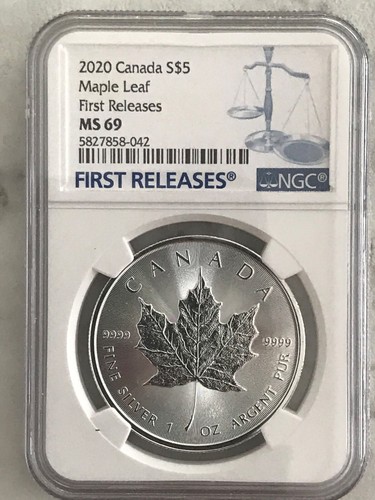 2020 Canada S$5
Maple Leaf
First Releases
MS 69
5827858-042
FIRST RELEASES®
NGC®
CANADA
9999
9999
FINE SILVER 1 OZ ARGENT PUR